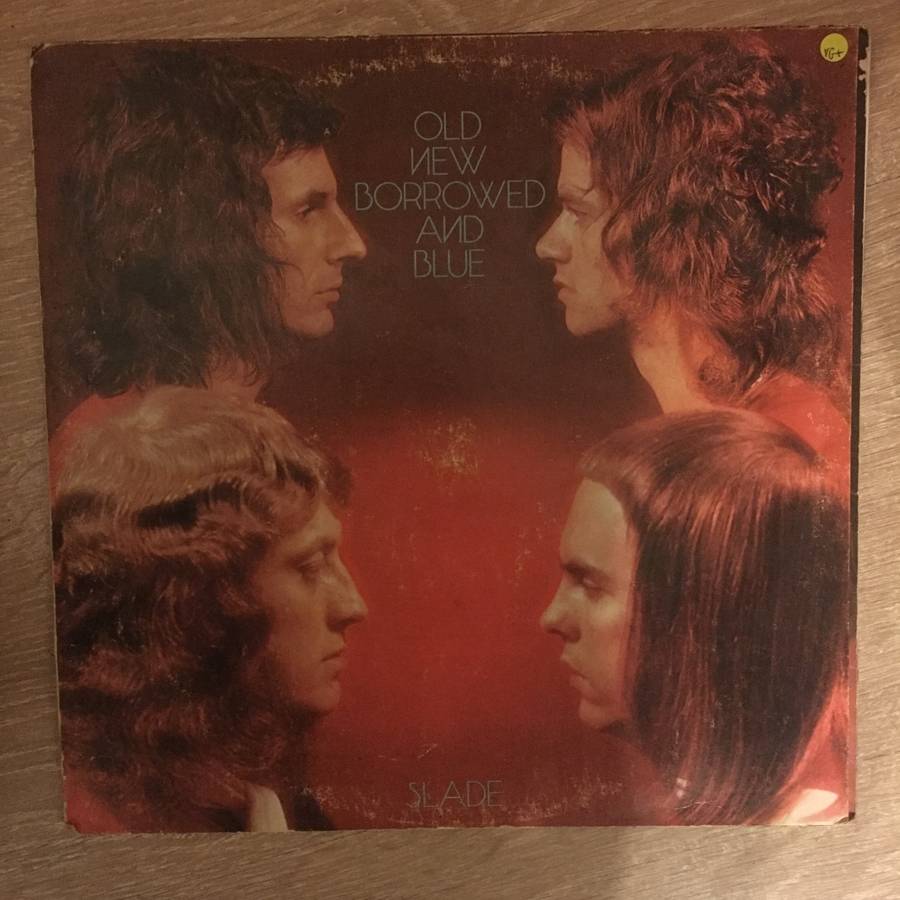 OLD
NEW
BORROWED
AND
BLUE
VG+
SLADE